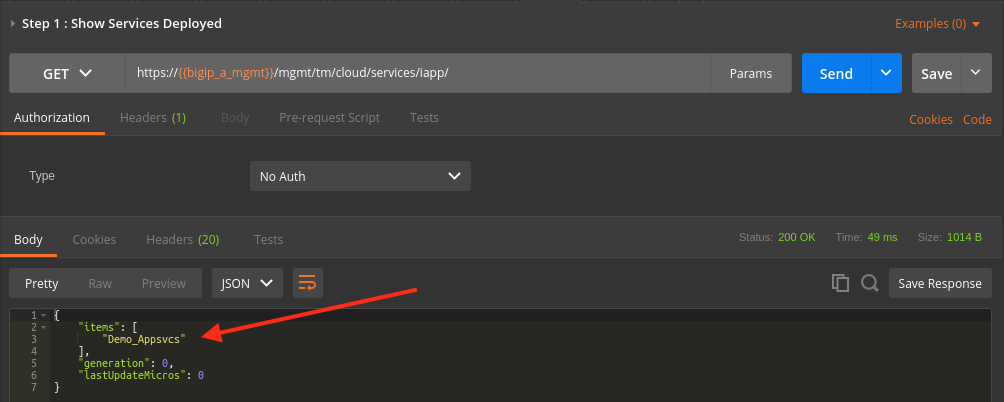 Step 1 : Show Services Deployed
Examples (0)
GET
https://{{bigip_a_mgmt}}/mgmt/tm/cloud/services/iapp/
Params
Send
Save
Authorization
Headers (1)
Body
Pre-request Script
Tests
Cookies
Code
Type
No Auth
Body
Cookies
Headers (20)
Tests
Status: 200 OK
Time: 49 ms
Size: 1014 B
Pretty
Raw
Preview
JSON
Save Response
1 {
2 "items": [
3 "Demo_Appsvcs"
4 ],
5 "generation": 0,
6 "lastUpdateMicros": 0
7 }